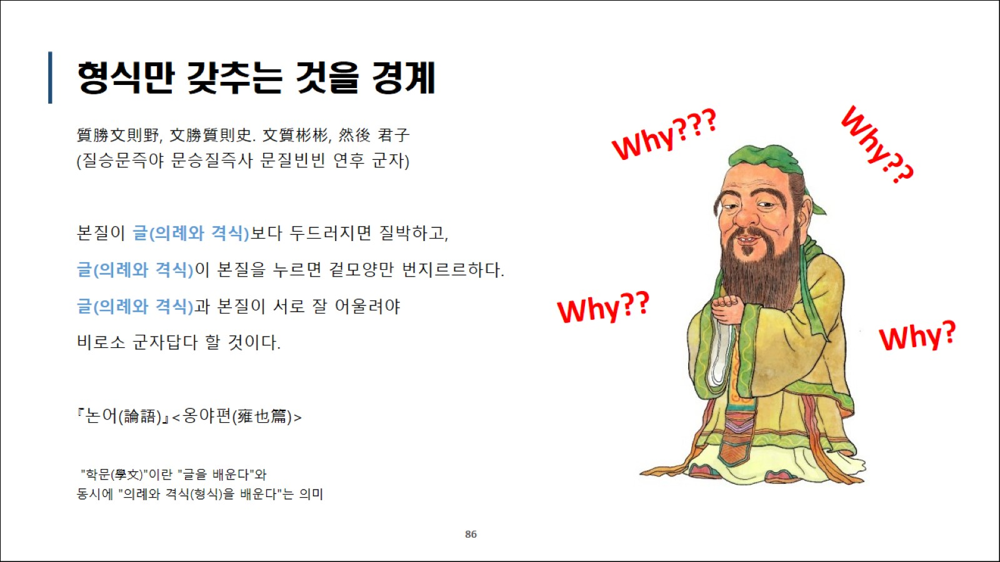 형식만 갖추는 것을 경계
質勝文則野, 文勝質則史. 文質彬彬, 然後 君子
(질승문즉야 문승질즉사 문질빈빈 연후 군자)
본질이 글(의례와 격식)보다 두드러지면 질박하고,
글(의례와 격식)이 본질을 누르면 겉모양만 번지르르하다.
글(의례와 격식)과 본질이 서로 잘 어울려야
비로소 군자답다 할 것이다.
『논어(論語)』<옹야편(雍也篇)>
"학문(學文)"이란 "글을 배운다"와
동시에 "의례와 격식(형식)을 배운다"는 의미
Why???
Why??
Why??
Why?
86